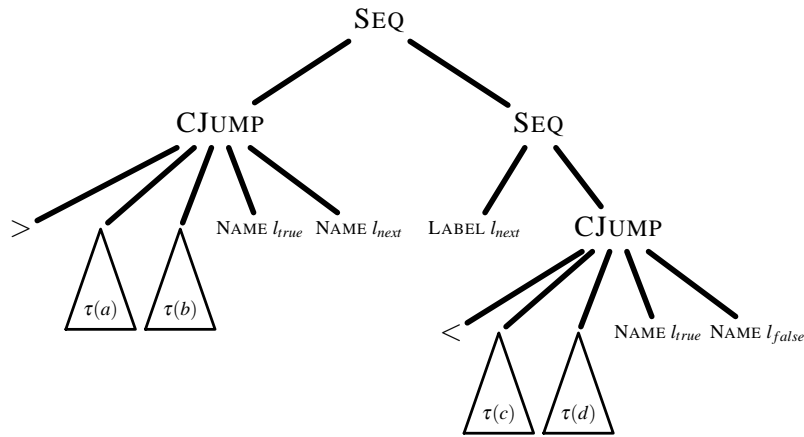 SEQ
CJUMP SEQ
> NAME l_true NAME l_next LABEL l_next CJUMP
τ(a) τ(b)
< NAME l_true NAME l_false
τ(c) τ(d)